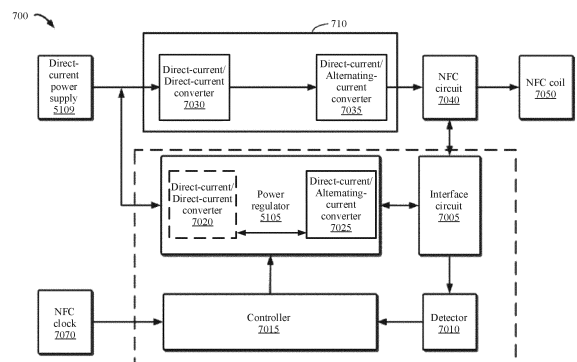 700
710
Direct-
current
power
supply
5109
Direct-current/
Direct-current
converter
7030
Direct-current/
Alternating-
current
converter
7035
NFC
circuit
7040
NFC coil
7050
Direct-current/
Direct-current
converter
7020
Power
regulator
5105
Direct-current/
Alternating-
current
converter
7025
Interface
circuit
7005
NFC
clock
7070
Controller
7015
Detector
7010